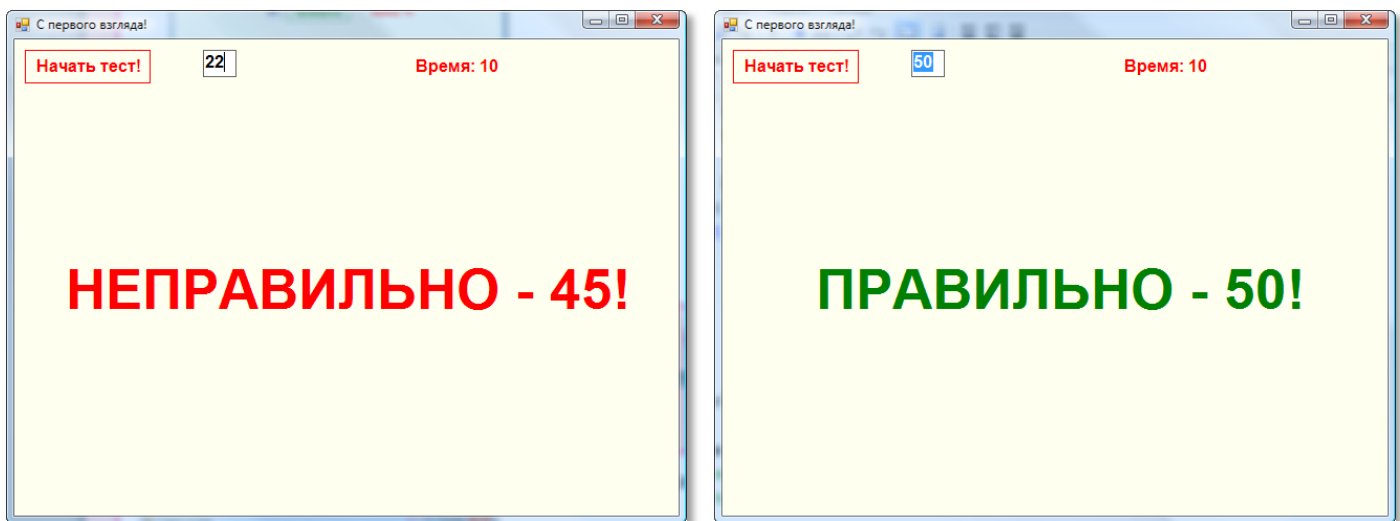 С первого взгляда!
Начать тест!
22
Время: 10
НЕПРАВИЛЬНО - 45!
С первого взгляда!
Начать тест!
50
Время: 10
ПРАВИЛЬНО - 50!